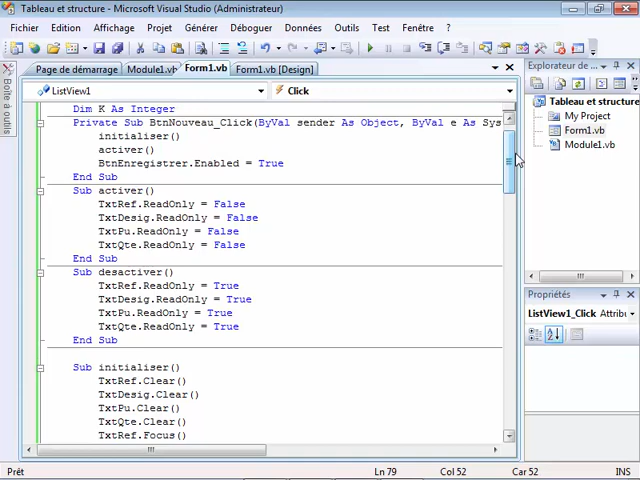 Tableau et structure - Microsoft Visual Studio (Administrateur)
Fichier Edition Affichage Projet Générer Déboguer Données Outils Test Fenêtre ?
Page de démarrage Module1.vb Form1.vb Form1.vb [Design]
Explorateur de
Boîte à outils
ListView1 Click
Tableau et structure
My Project
Form1.vb
Module1.vb
Dim K As Integer
Private Sub BtnNouveau_Click(ByVal sender As Object, ByVal e As Sys
initialiser()
activer()
BtnEnregistrer.Enabled = True
End Sub
Sub activer()
TxtRef.ReadOnly = False
TxtDesig.ReadOnly = False
TxtPu.ReadOnly = False
TxtQte.ReadOnly = False
End Sub
Sub desactiver()
TxtRef.ReadOnly = True
TxtDesig.ReadOnly = True
TxtPu.ReadOnly = True
TxtQte.ReadOnly = True
End Sub
Sub initialiser()
TxtRef.Clear()
TxtDesig.Clear()
TxtPu.Clear()
TxtQte.Clear()
TxtRef.Focus()
Propriétés
ListView1_Click Attribu
Prêt Ln 79 Col 52 Car 52 INS